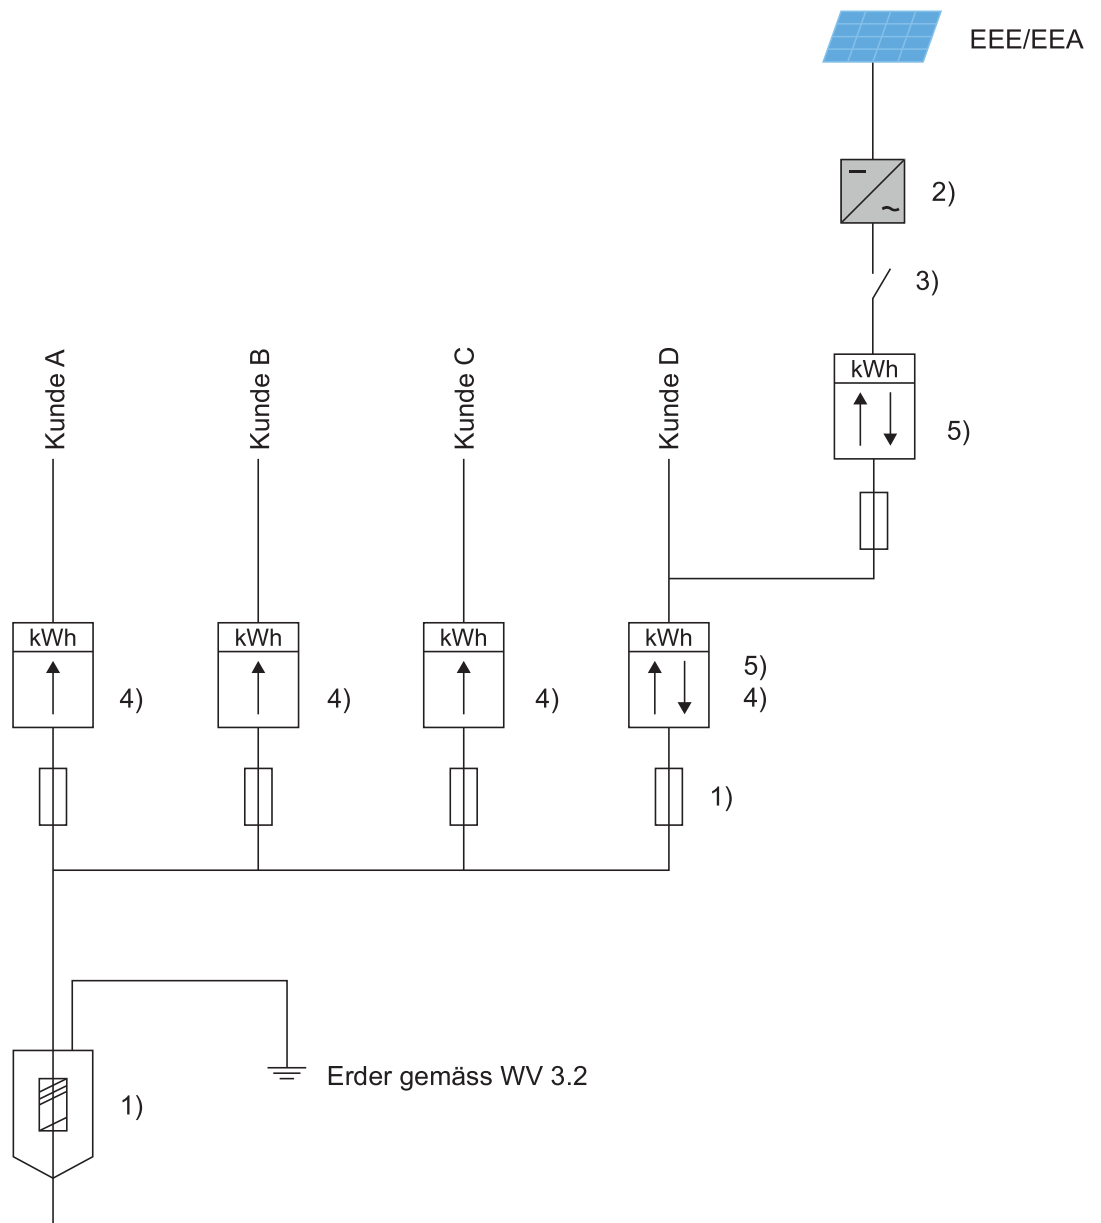 EEE/EEA
2)
3)
kWh
5)
Kunde A
Kunde B
Kunde C
Kunde D
kWh
4)
kWh
4)
kWh
4)
kWh
5)
4)
1)
Erder gemäss WV 3.2
1)